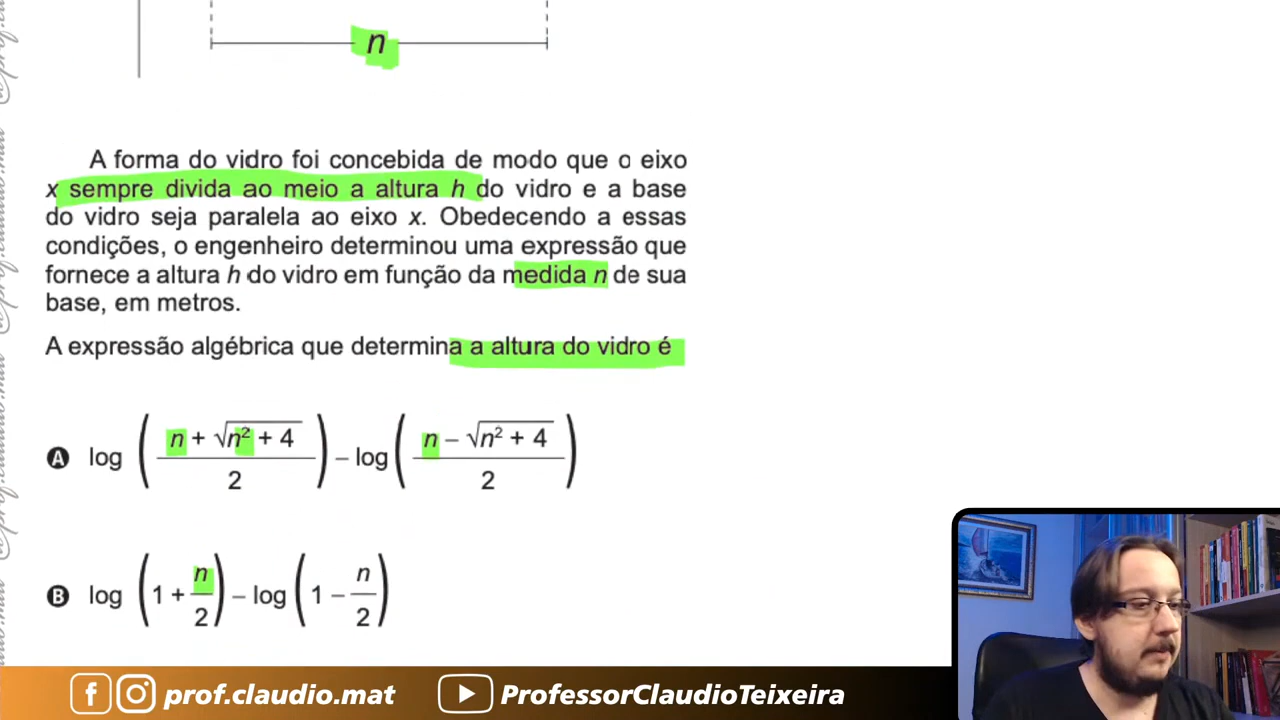 n
A forma do vidro foi concebida de modo que o eixo
x sempre divida ao meio a altura h do vidro e a base
do vidro seja paralela ao eixo x. Obedecendo a essas
condições, o engenheiro determinou uma expressão que
fornece a altura h do vidro em função da medida n de sua
base, em metros.
A expressão algébrica que determina a altura do vidro é
A log ( (n + √(n² + 4)) / 2 ) – log ( (n – √(n² + 4)) / 2 )
B log ( 1 + n/2 ) – log ( 1 – n/2 )
prof.claudio.mat ProfessorClaudioTeixeira